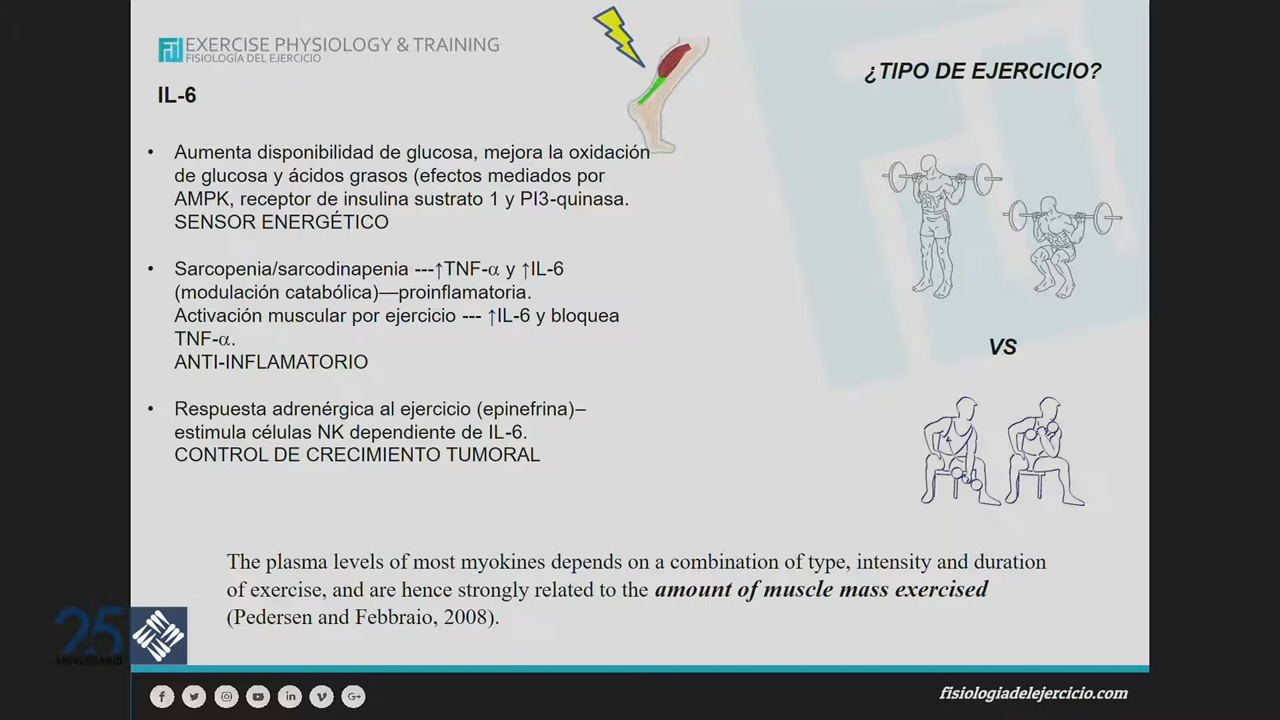 EXERCISE PHYSIOLOGY & TRAINING
FISIOLOGÍA DEL EJERCICIO
IL-6
¿TIPO DE EJERCICIO?
• Aumenta disponibilidad de glucosa, mejora la oxidación
de glucosa y ácidos grasos (efectos mediados por
AMPK, receptor de insulina sustrato 1 y PI3-quinasa.
SENSOR ENERGÉTICO
• Sarcopenia/sarcodinapenia ---↑TNF-α y ↑IL-6
(modulación catabólica)—proinflamatoria.
Activación muscular por ejercicio --- ↑IL-6 y bloquea
TNF-α.
ANTI-INFLAMATORIO
VS
• Respuesta adrenérgica al ejercicio (epinefrina)–
estimula células NK dependiente de IL-6.
CONTROL DE CRECIMIENTO TUMORAL
The plasma levels of most myokines depends on a combination of type, intensity and duration
of exercise, and are hence strongly related to the amount of muscle mass exercised
(Pedersen and Febbraio, 2008).
25
ANIVERSARIO
fisiologiadelejercicio.com